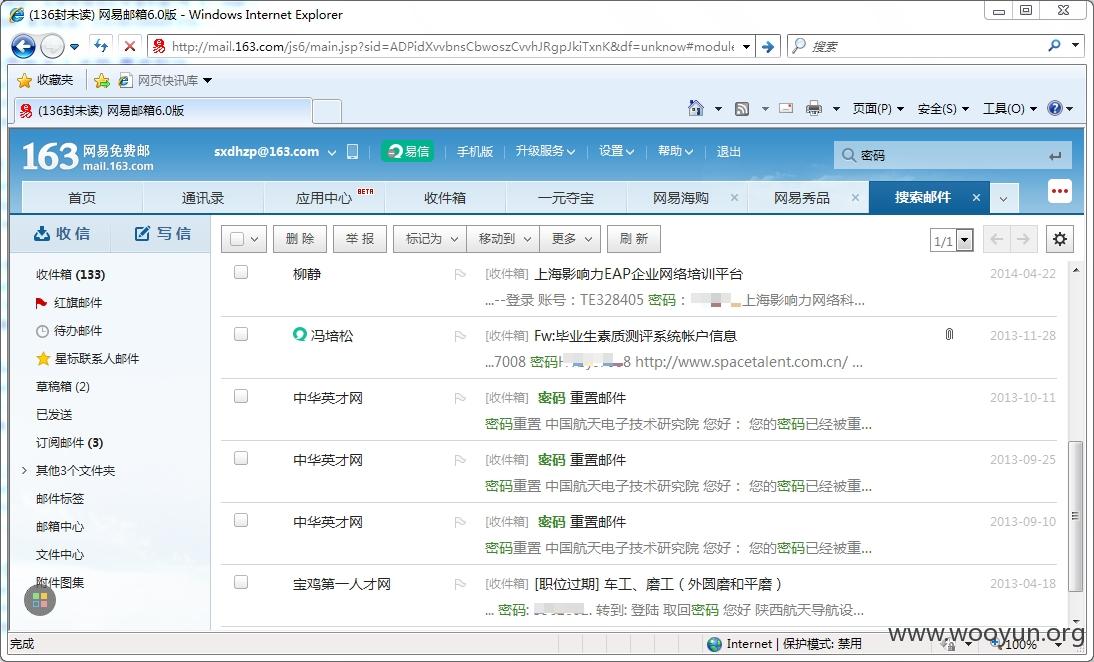 (136封未读) 网易邮箱6.0版 - Windows Internet Explorer
http://mail.163.com/js6/main.jsp?sid=ADPidXvvbnsCbwoszCvvhJRgpJkiTxnK&df=unknow#module
搜索
收藏夹 网页快讯库
(136封未读) 网易邮箱6.0版
页面(P) 安全(S) 工具(O)
163 网易免费邮
mail.163.com
sxdhzp@163.com 易信 手机版 升级服务 设置 帮助 退出 密码
首页 通讯录 应用中心 BETA 收件箱 一元夺宝 网易海购 网易秀品 搜索邮件
收信 写信
删 除 举 报 标记为 移动到 更多 刷 新 1/1
收件箱 (133)
红旗邮件
待办邮件
星标联系人邮件
草稿箱 (2)
已发送
订阅邮件 (3)
其他3个文件夹
邮件标签
邮箱中心
文件中心
附件图集
柳静 [收件箱] 上海影响力EAP企业网络培训平台 2014-04-22
...--登录 账号：TE328405 密码： 上海影响力网络科...
冯培松 [收件箱] Fw:毕业生素质测评系统帐户信息 2013-11-28
...7008 密码 8 http://www.spacetalent.com.cn/ ...
中华英才网 [收件箱] 密码 重置邮件 2013-10-11
密码重置 中国航天电子技术研究院 您好： 您的密码已经被重...
中华英才网 [收件箱] 密码 重置邮件 2013-09-25
密码重置 中国航天电子技术研究院 您好： 您的密码已经被重...
中华英才网 [收件箱] 密码 重置邮件 2013-09-10
密码重置 中国航天电子技术研究院 您好： 您的密码已经被重...
宝鸡第一人才网 [收件箱] [职位过期] 车工、磨工（外圆磨和平磨） 2013-04-18
... 密码: 转到: 登陆 取回密码 您好 陕西航天导航设...
完成 Internet | 保护模式: 禁用 100%
www.wooyun.org